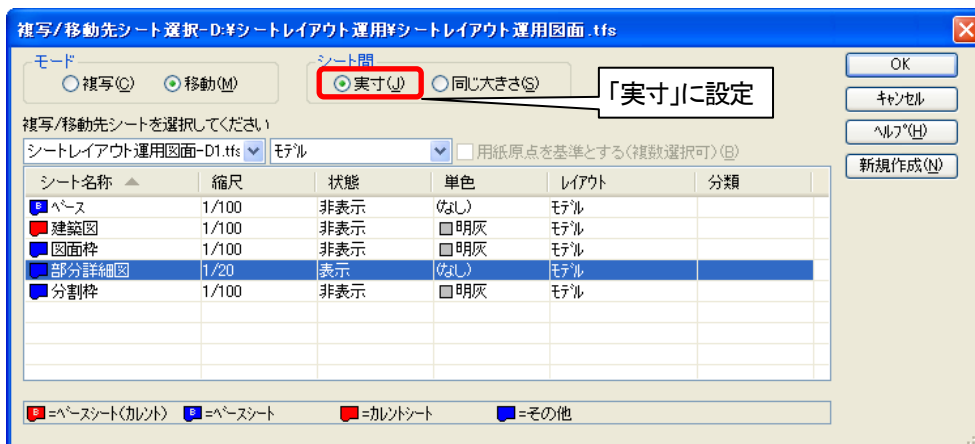 複写/移動先シート選択-D:¥シートレイアウト運用¥シートレイアウト運用図面.tfs
モード
複写(C) 移動(M)
シート間
実寸(J) 同じ大きさ(S)
「実寸」に設定
OK
キャンセル
ヘルプ(H)
新規作成(N)
複写/移動先シートを選択してください
シートレイアウト運用図面-D1.tfs モデル 用紙原点を基準とする(複数選択可)(B)
シート名称 縮尺 状態 単色 レイアウト 分類
B ベース 1/100 非表示 (なし) モデル
建築図 1/100 非表示 明灰 モデル
図面枠 1/100 非表示 明灰 モデル
部分詳細図 1/20 表示 (なし) モデル
分割枠 1/100 非表示 明灰 モデル
B =ベースシート(カレント) B =ベースシート =カレントシート =その他